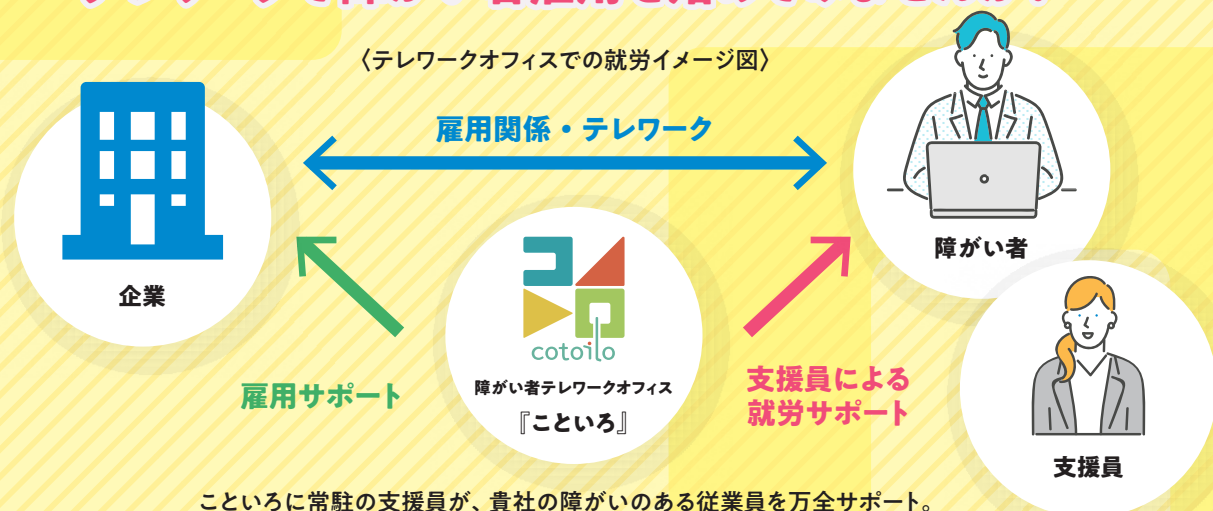 〈テレワークオフィスでの就労イメージ図〉
雇用関係・テレワーク
企業
障がい者
cotoilo
障がい者テレワークオフィス
『こといろ』
雇用サポート
支援員による
就労サポート
支援員
こといろに常駐の支援員が、貴社の障がいのある従業員を万全サポート。